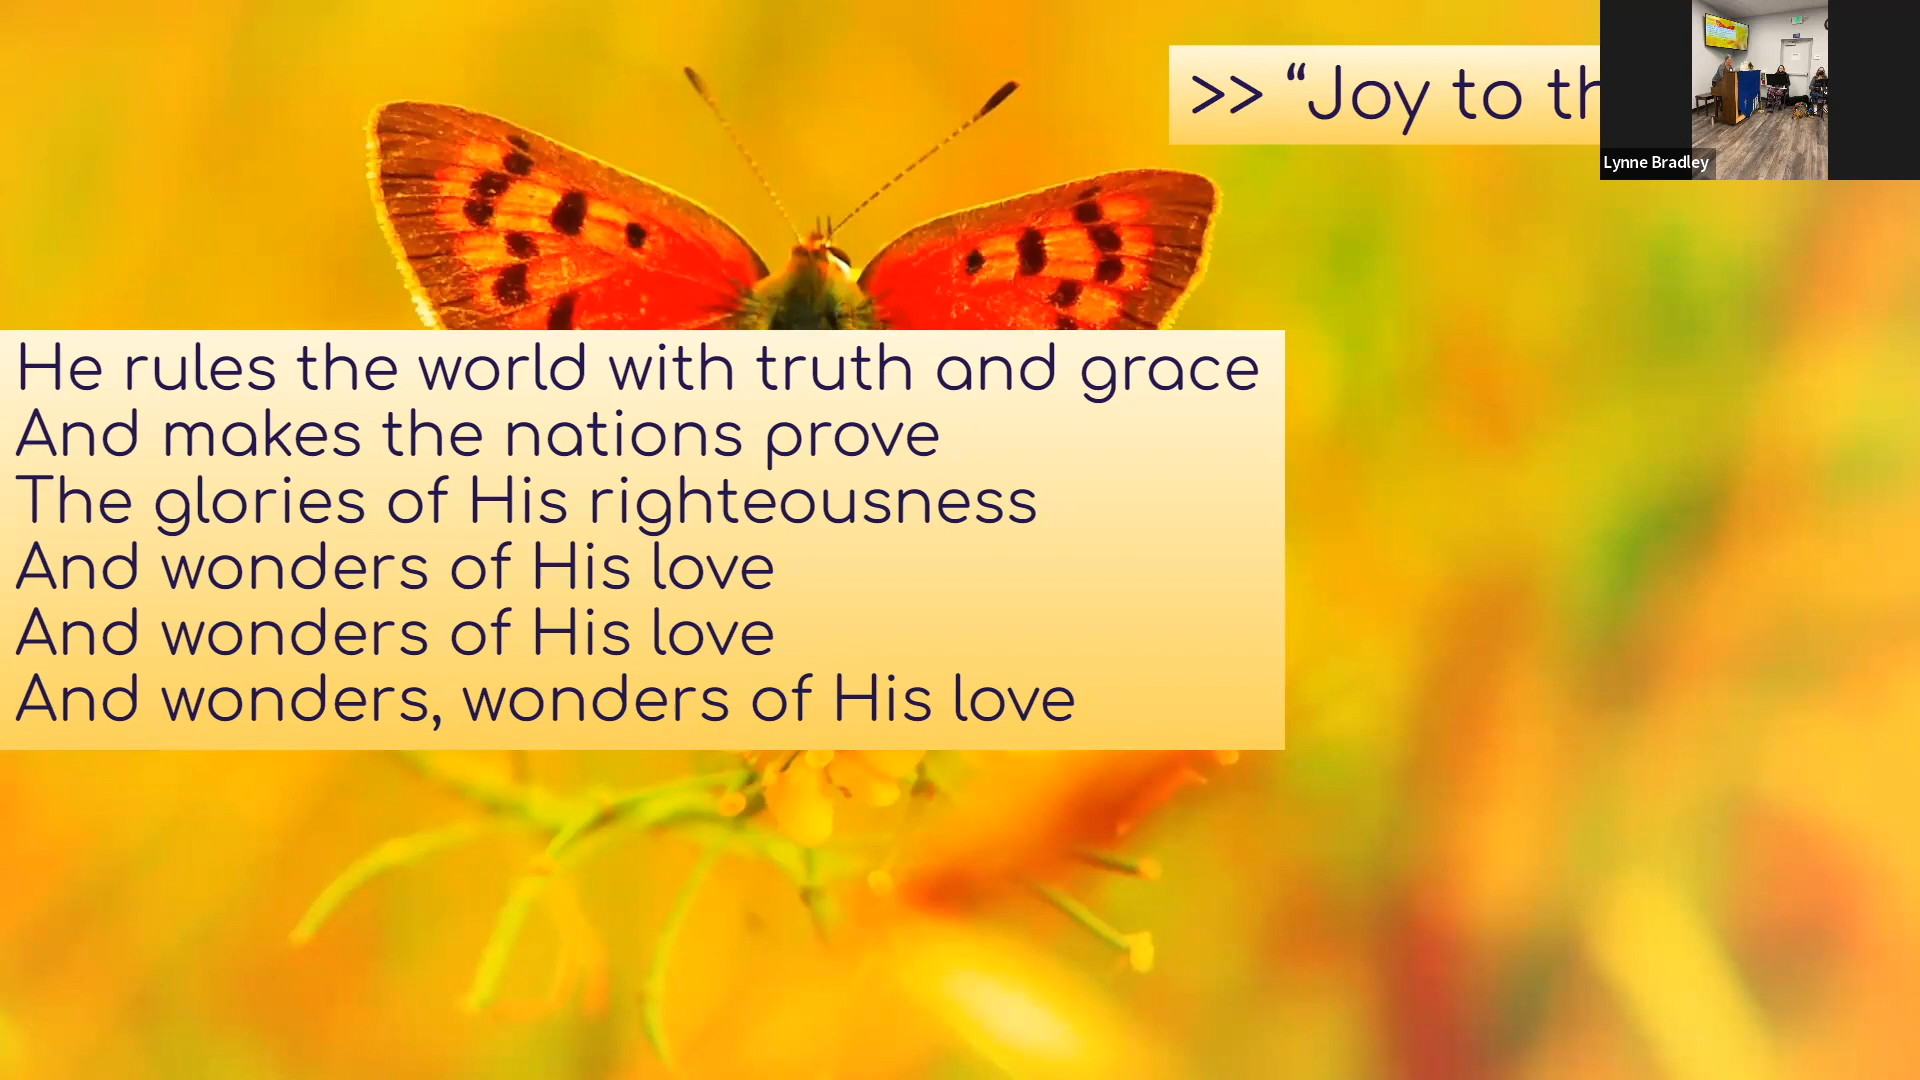 >> “Joy to th
Lynne Bradley
He rules the world with truth and grace
And makes the nations prove
The glories of His righteousness
And wonders of His love
And wonders of His love
And wonders, wonders of His love